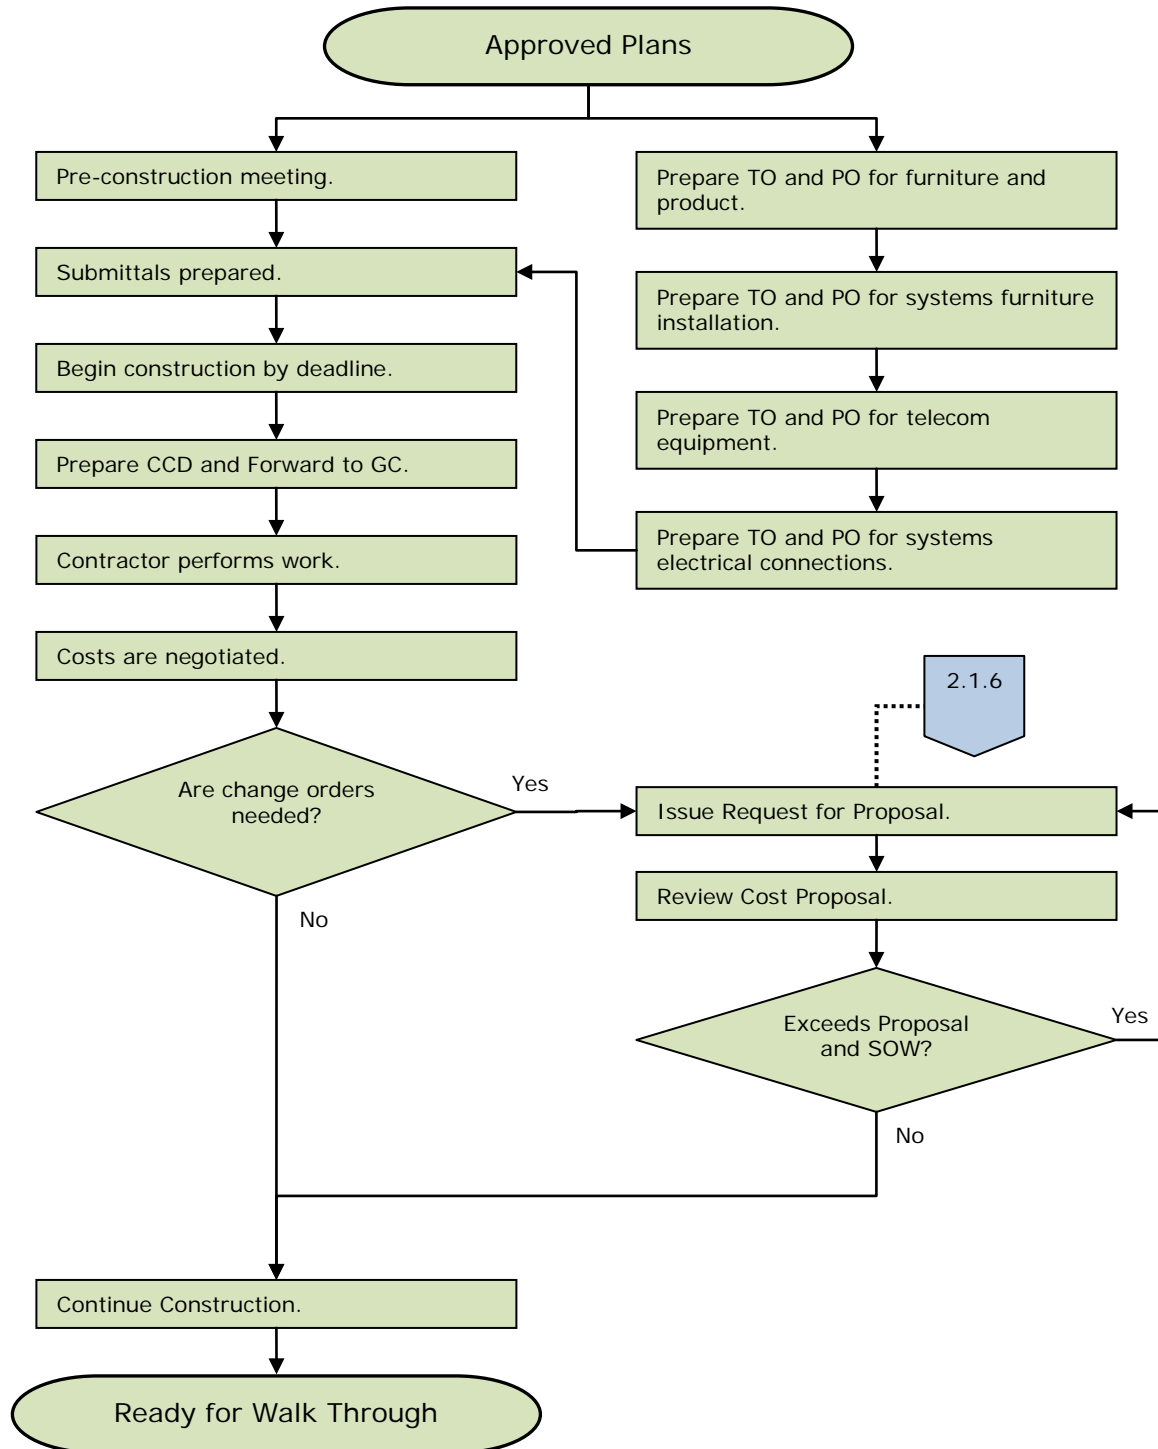 Approved Plans
Pre-construction meeting.
Submittals prepared.
Begin construction by deadline.
Prepare CCD and Forward to GC.
Contractor performs work.
Costs are negotiated.
Are change orders
needed?
Yes
No
Prepare TO and PO for furniture and
product.
Prepare TO and PO for systems furniture
installation.
Prepare TO and PO for telecom
equipment.
Prepare TO and PO for systems
electrical connections.
2.1.6
Issue Request for Proposal.
Review Cost Proposal.
Exceeds Proposal
and SOW?
Yes
No
Continue Construction.
Ready for Walk Through